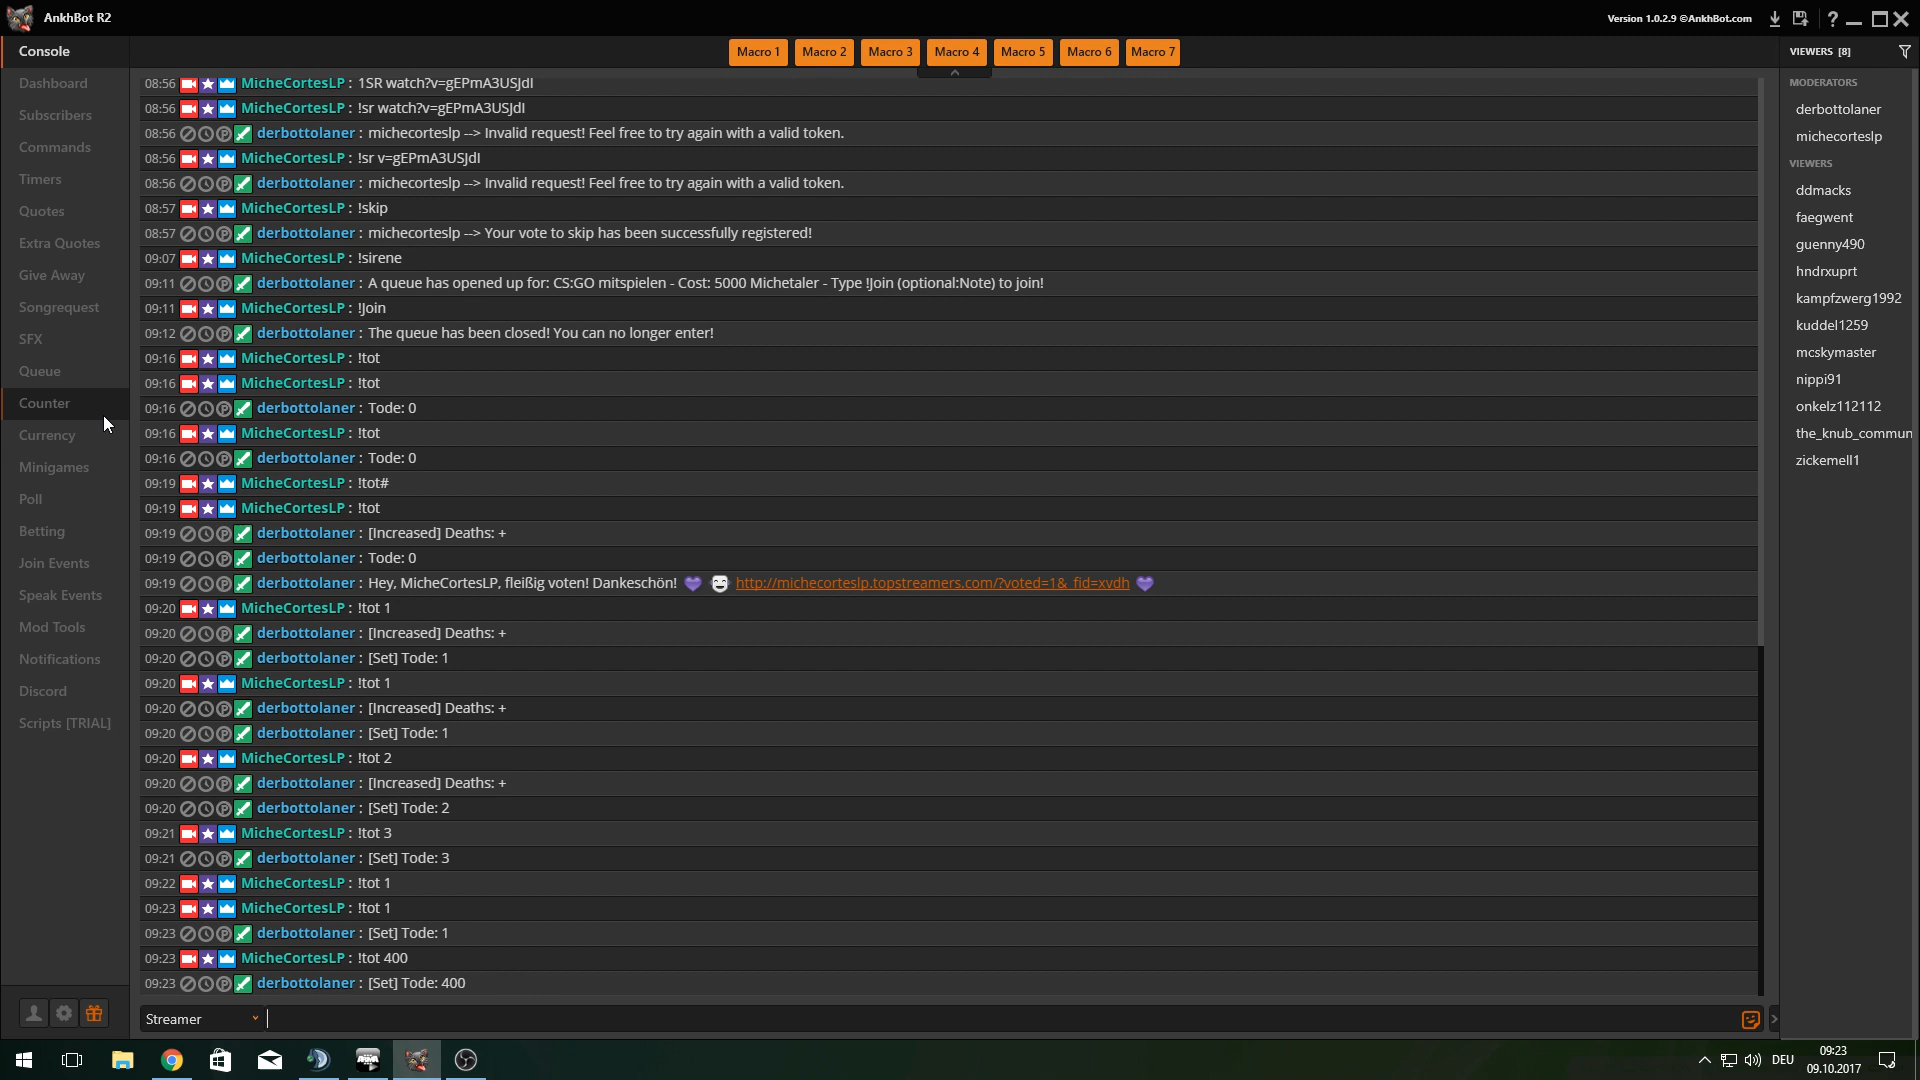 AnkhBot R2
Version 1.0.2.9 ©AnkhBot.com
?
Console
Dashboard
Subscribers
Commands
Timers
Quotes
Extra Quotes
Give Away
Songrequest
SFX
Queue
Counter
Currency
Minigames
Poll
Betting
Join Events
Speak Events
Mod Tools
Notifications
Discord
Scripts [TRIAL]
Macro 1 Macro 2 Macro 3 Macro 4 Macro 5 Macro 6 Macro 7
08:56 MicheCortesLP : 1SR watch?v=gEPmA3USJdI
08:56 MicheCortesLP : !sr watch?v=gEPmA3USJdI
08:56 derbottolaner : michecorteslp --> Invalid request! Feel free to try again with a valid token.
08:56 MicheCortesLP : !sr v=gEPmA3USJdI
08:56 derbottolaner : michecorteslp --> Invalid request! Feel free to try again with a valid token.
08:57 MicheCortesLP : !skip
08:57 derbottolaner : michecorteslp --> Your vote to skip has been successfully registered!
09:07 MicheCortesLP : !sirene
09:11 derbottolaner : A queue has opened up for: CS:GO mitspielen - Cost: 5000 Michetaler - Type !Join (optional:Note) to join!
09:11 MicheCortesLP : !Join
09:12 derbottolaner : The queue has been closed! You can no longer enter!
09:16 MicheCortesLP : !tot
09:16 MicheCortesLP : !tot
09:16 derbottolaner : Tode: 0
09:16 MicheCortesLP : !tot
09:16 derbottolaner : Tode: 0
09:19 MicheCortesLP : !tot#
09:19 MicheCortesLP : !tot
09:19 derbottolaner : [Increased] Deaths: +
09:19 derbottolaner : Tode: 0
09:19 derbottolaner : Hey, MicheCortesLP, fleißig voten! Dankeschön! http://michecorteslp.topstreamers.com/?voted=1&_fid=xvdh
09:20 MicheCortesLP : !tot 1
09:20 derbottolaner : [Increased] Deaths: +
09:20 derbottolaner : [Set] Tode: 1
09:20 MicheCortesLP : !tot 1
09:20 derbottolaner : [Increased] Deaths: +
09:20 derbottolaner : [Set] Tode: 1
09:20 MicheCortesLP : !tot 2
09:20 derbottolaner : [Increased] Deaths: +
09:20 derbottolaner : [Set] Tode: 2
09:21 MicheCortesLP : !tot 3
09:21 derbottolaner : [Set] Tode: 3
09:22 MicheCortesLP : !tot 1
09:23 MicheCortesLP : !tot 1
09:23 derbottolaner : [Set] Tode: 1
09:23 MicheCortesLP : !tot 400
09:23 derbottolaner : [Set] Tode: 400
Streamer
VIEWERS [8]
MODERATORS
derbottolaner
michecorteslp
VIEWERS
ddmacks
faegwent
guenny490
hndrxuprt
kampfzwerg1992
kuddel1259
mcskymaster
nippi91
onkelz112112
the_knub_commun
zickemell1
DEU
09:23
09.10.2017